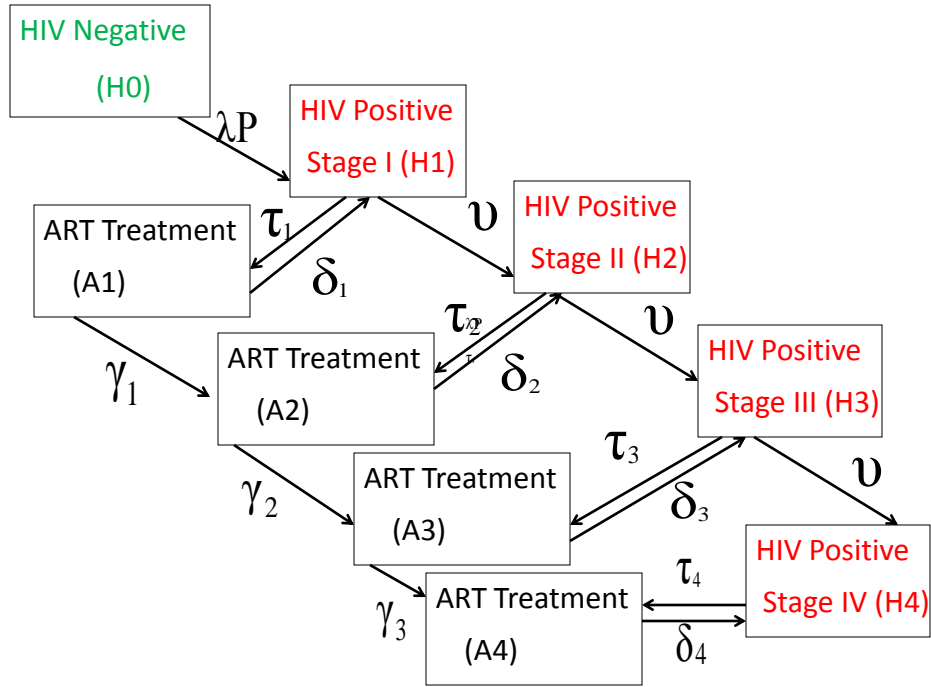 HIV Negative
(H0)
λP
HIV Positive
Stage I (H1)
τ1
δ1
υ
ART Treatment
(A1)
HIV Positive
Stage II (H2)
γ1
τ2
δ2
υ
ART Treatment
(A2)
HIV Positive
Stage III (H3)
γ2
τ3
δ3
υ
ART Treatment
(A3)
HIV Positive
Stage IV (H4)
γ3
τ4
δ4
ART Treatment
(A4)